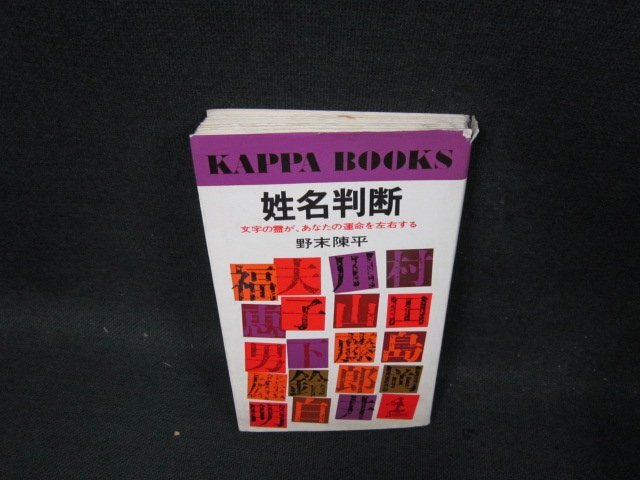 KAPPA BOOKS
姓名判断
文字の霊が、あなたの運命を左右する
野末陳平
福夫川村
恵子山田
男下藤島
雄鈴郎岡
明白井